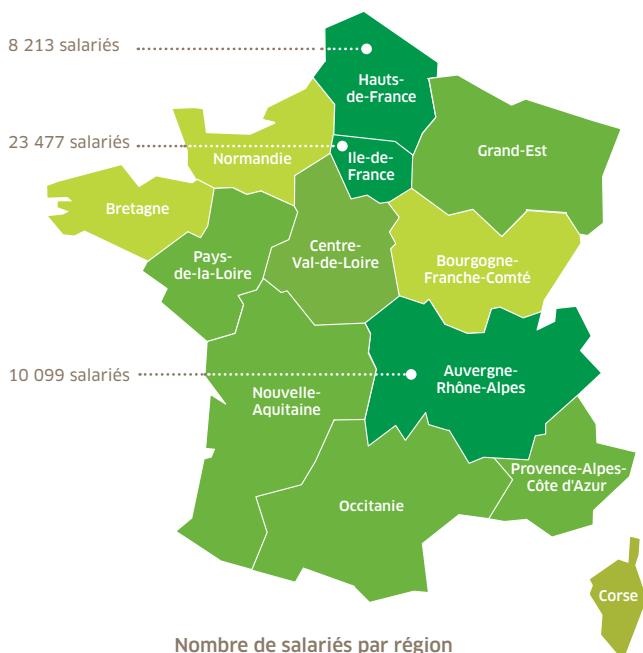 8 213 salariés
Hauts-
de-France
23 477 salariés
Normandie
Ile-de-
France
Grand-Est
Bretagne
Pays-
de-la-Loire
Centre-
Val-de-Loire
Bourgogne-
Franche-Comté
10 099 salariés
Auvergne-
Rhône-Alpes
Nouvelle-
Aquitaine
Provence-Alpes-
Côte d'Azur
Occitanie
Corse
Nombre de salariés par région